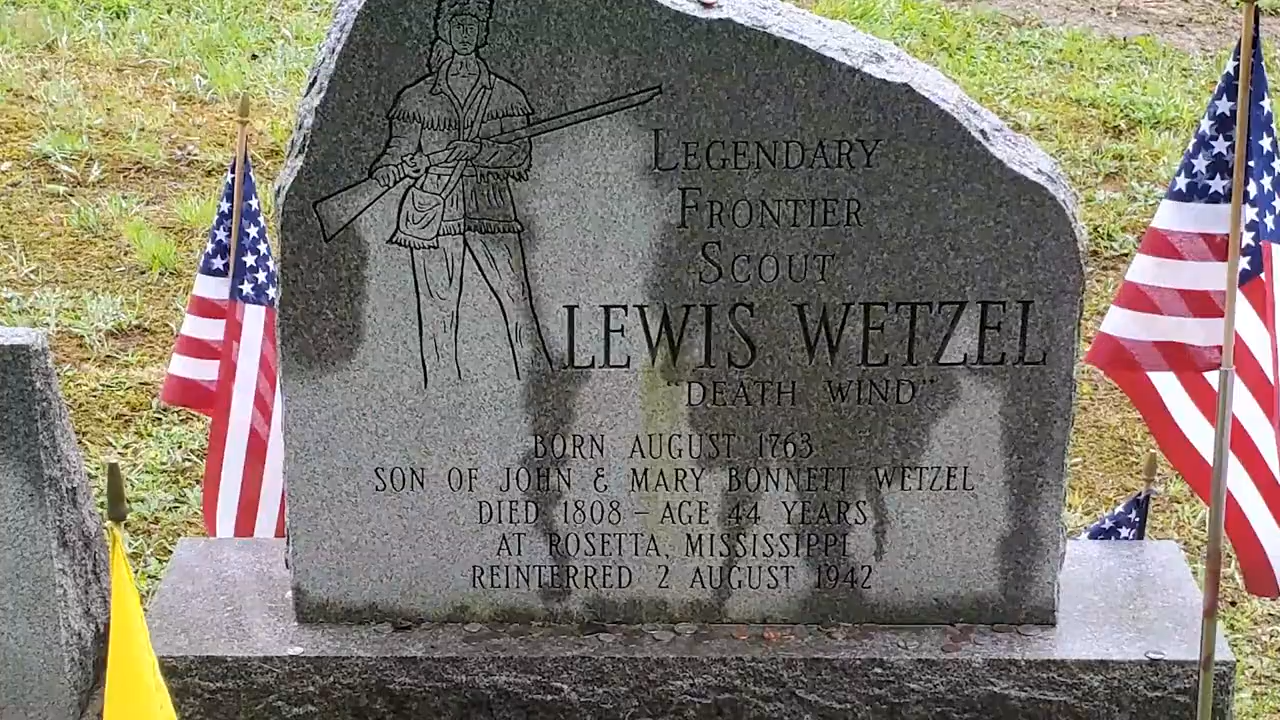 LEGENDARY
FRONTIER
SCOUT
LEWIS WETZEL
"DEATH WIND"
BORN AUGUST 1763
SON OF JOHN & MARY BONNETT WETZEL
DIED 1808 – AGE 44 YEARS
AT ROSETTA, MISSISSIPPI
REINTERRED 2 AUGUST 1942